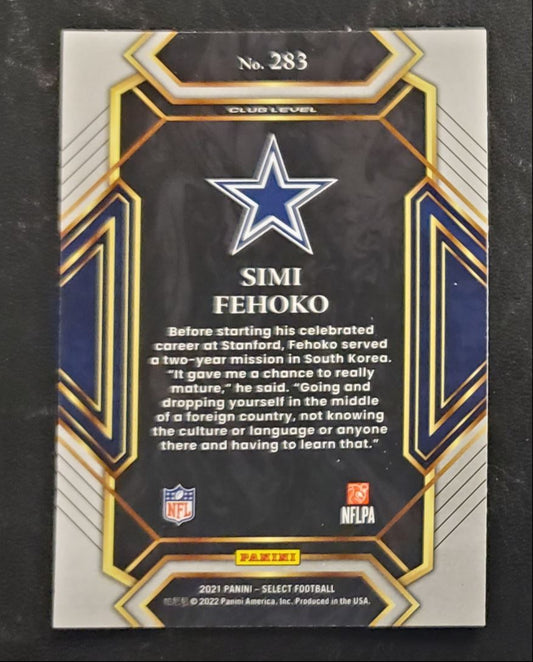 No. 283
CLUB LEVEL
SIMI
FEHOKO
Before starting his celebrated
career at Stanford, Fehoko served
a two-year mission in South Korea.
“It gave me a chance to really
mature,” he said. “Going and
dropping yourself in the middle
of a foreign country, not knowing
the culture or language or anyone
there and having to learn that.”
NFL
NFLPA
PANINI
2021 PANINI – SELECT FOOTBALL
© 2022 Panini America, Inc. Produced in the USA.